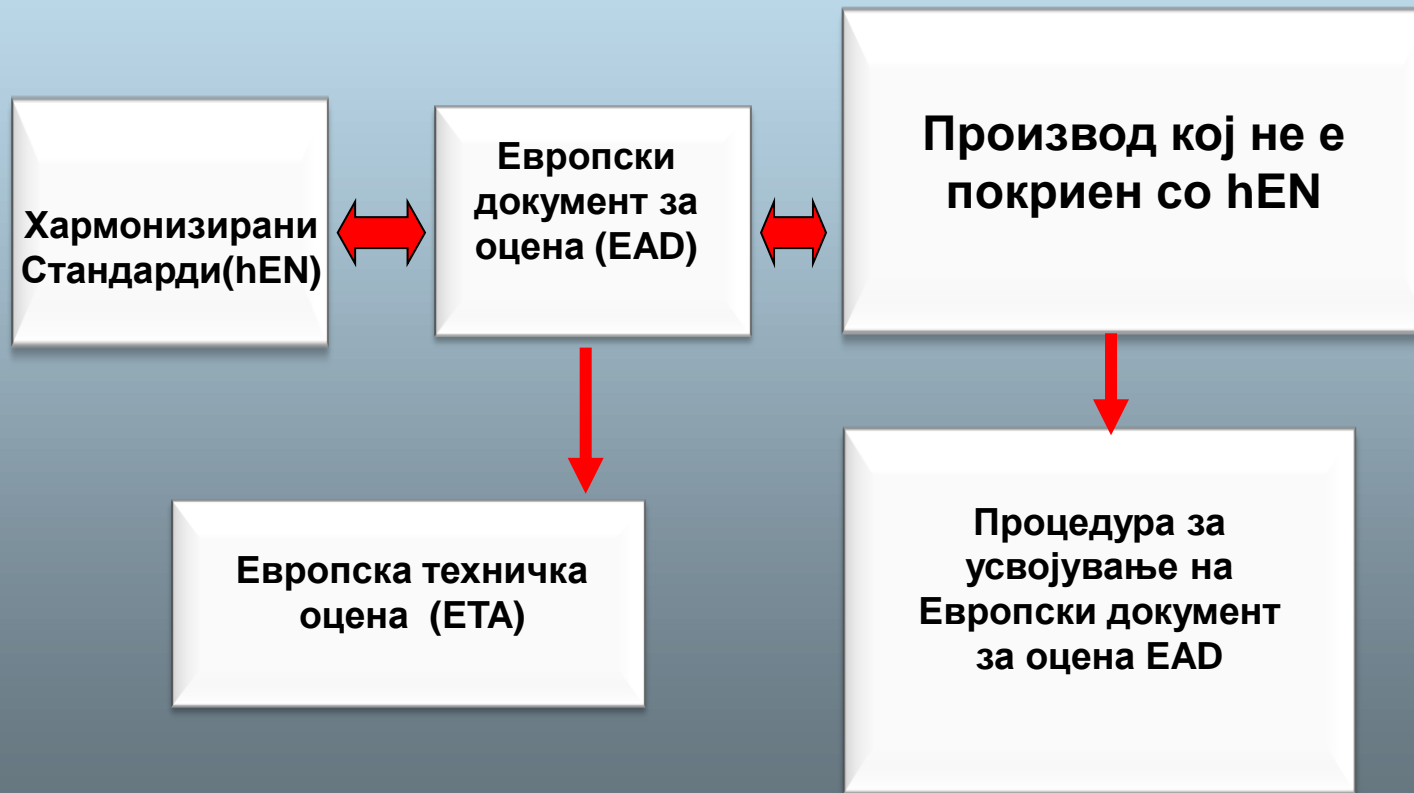 Хармонизирани
Стандарди(hEN)
Европски
документ за
оцена (EAD)
Производ кој не е
покриен со hEN
Европска техничка
оцена (ETA)
Процедура за
усвојување на
Европски документ
за оцена EAD